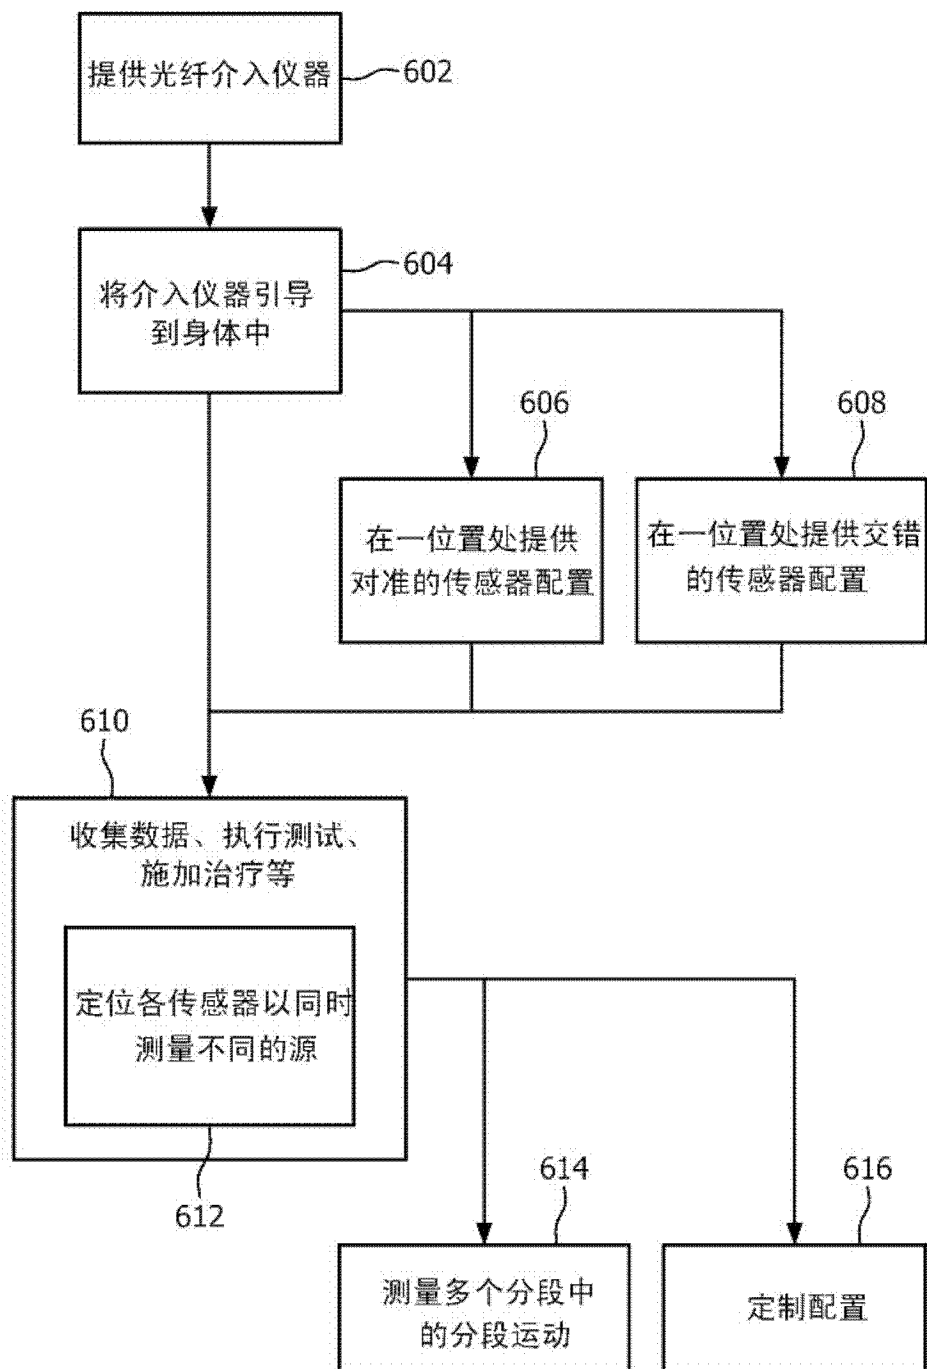 提供光纤介入仪器
602
将介入仪器引导
到身体中
604
606
608
在一位置处提供
对准的传感器配置
在一位置处提供交错
的传感器配置
610
收集数据、执行测试、
施加治疗等
定位各传感器以同时
测量不同的源
612
614
616
测量多个分段中
的分段运动
定制配置